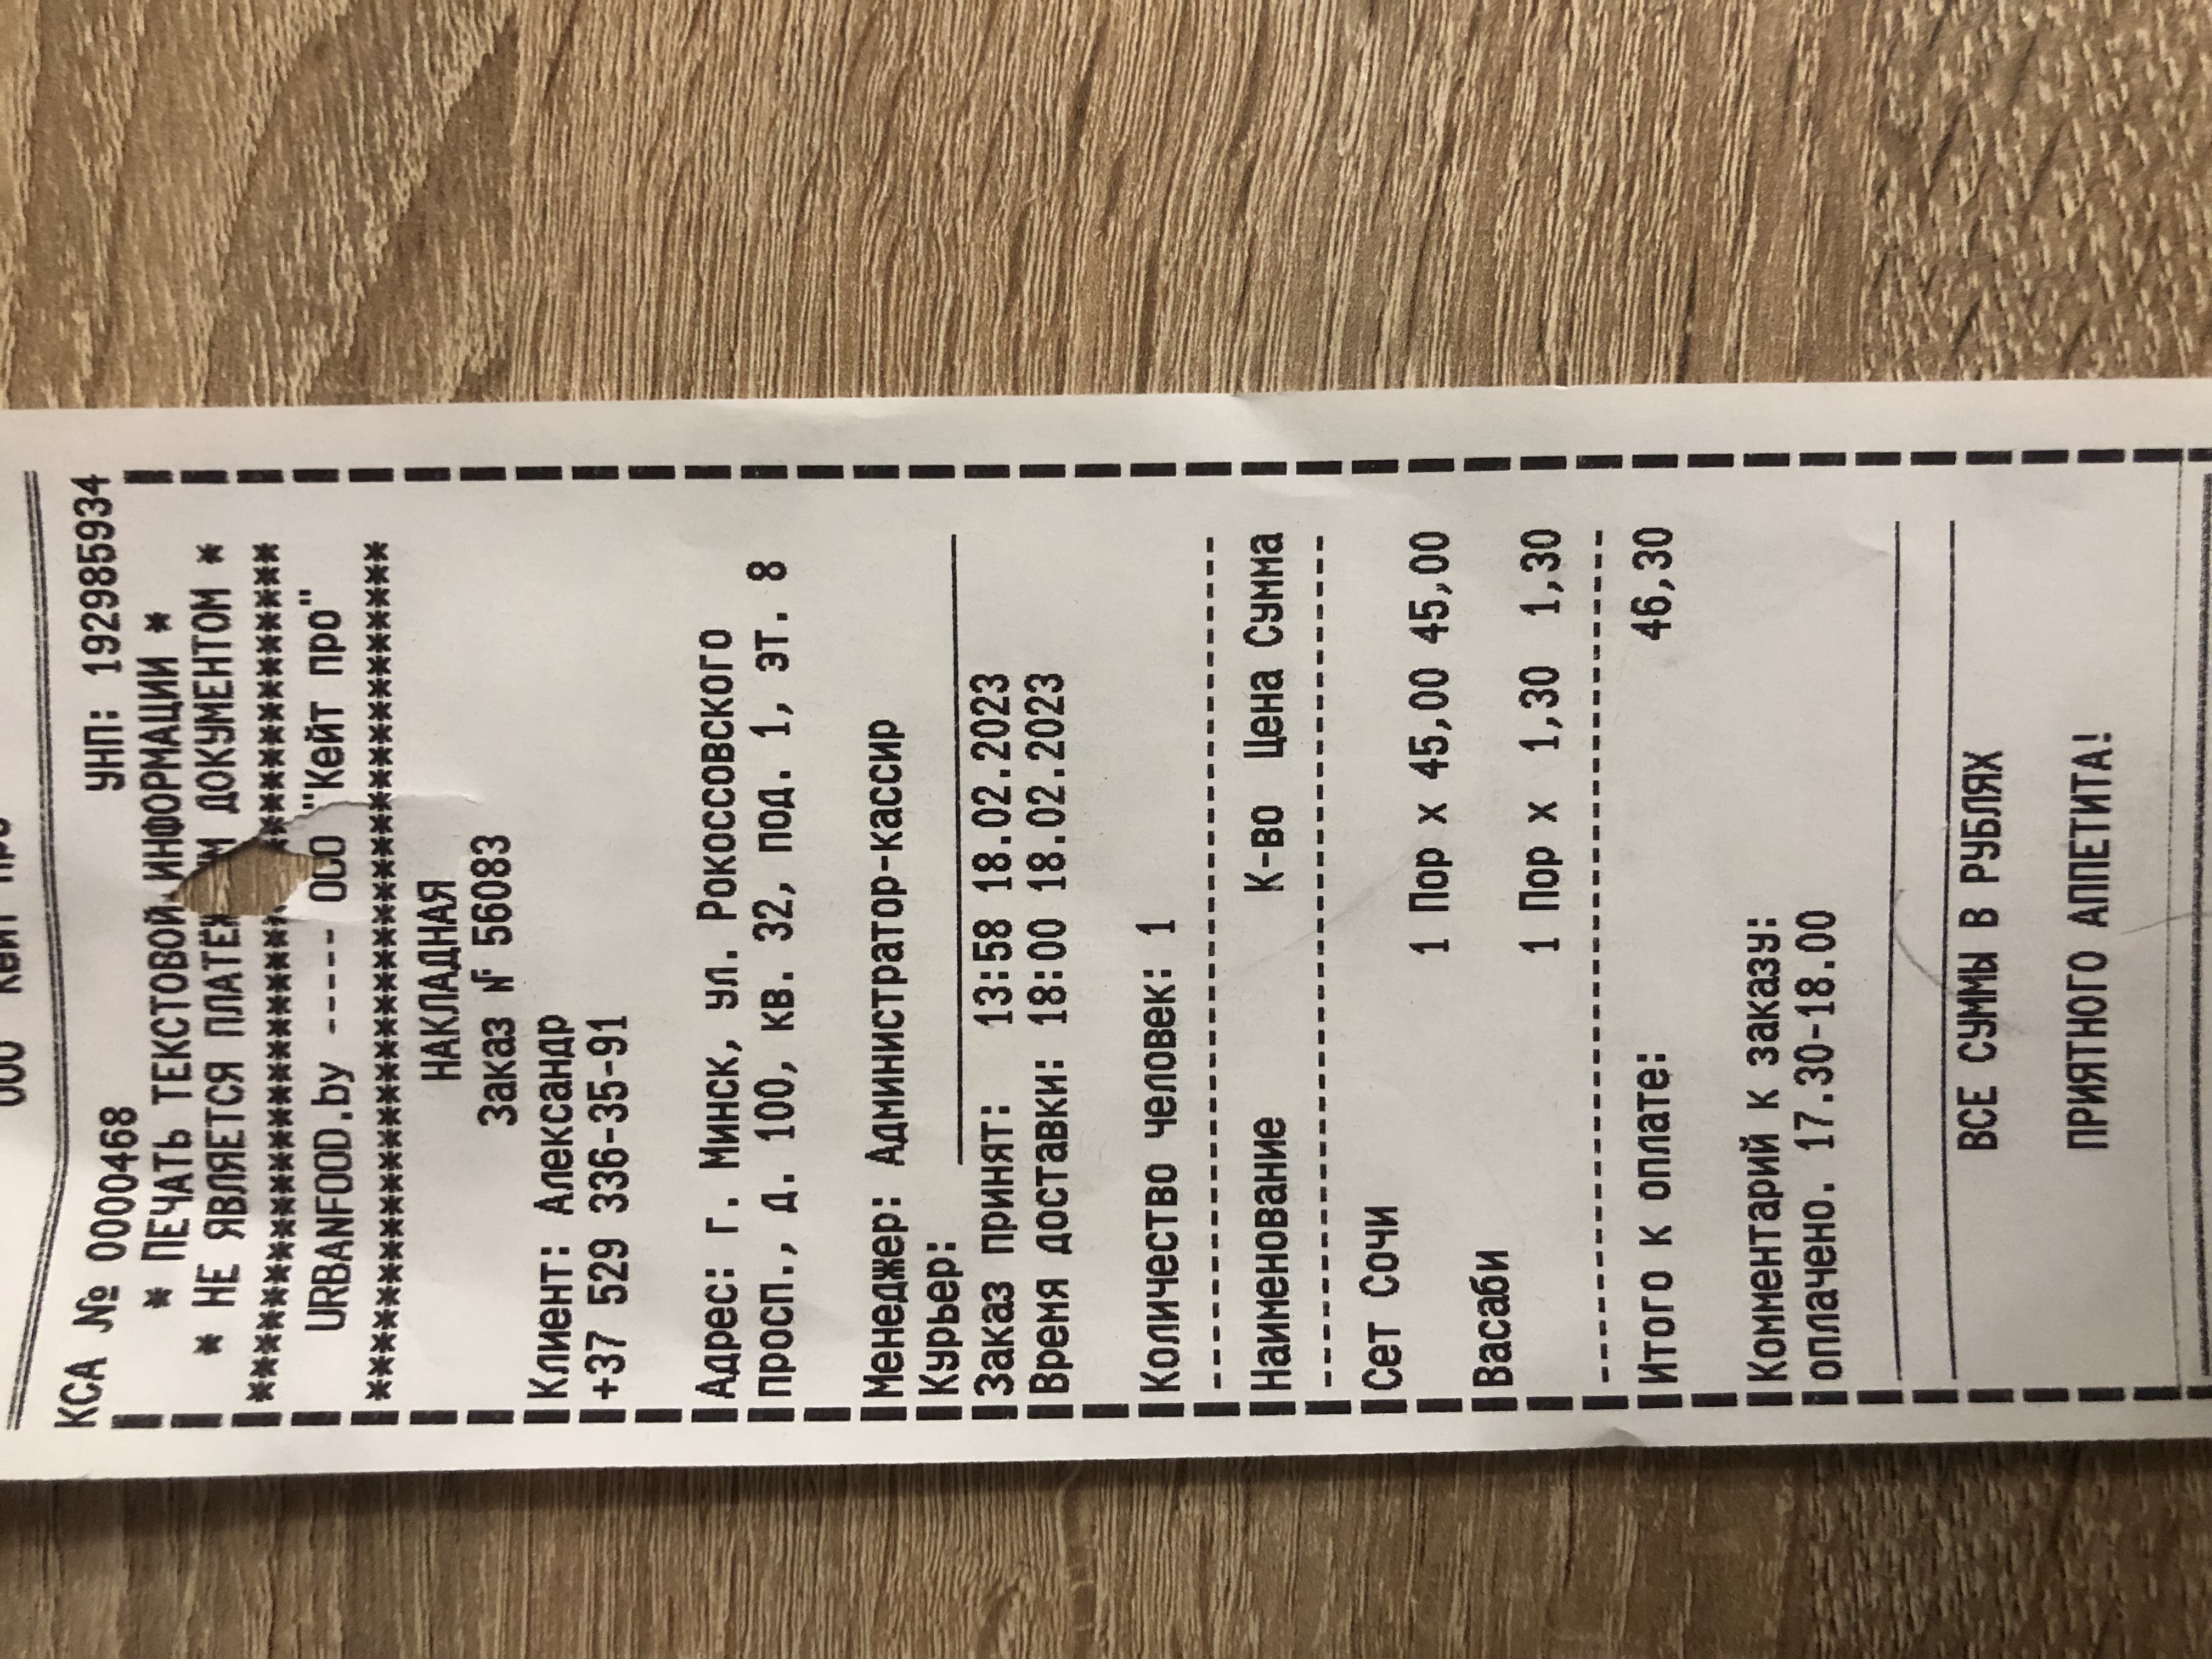 ООО "Кейт про"
КСА № 0000468 УНП: 192985934
* ПЕЧАТЬ ТЕКСТОВОЙ ИНФОРМАЦИИ *
* НЕ ЯВЛЯЕТСЯ ДОКУМЕНТОМ *
******************************
URBANFOOD.by ----- ООО "Кейт про"
******************************
НАКЛАДНАЯ
Заказ № 56083
Клиент: Александр
+37 529 336-35-91
Адрес: г. Минск, ул. Рокоссовского
просп., д. 100, кв. 32, под. 1, эт. 8
Менеджер: Администратор-кассир
Курьер:
Заказ принят: 13:58 18.02.2023
Время доставки: 18:00 18.02.2023
Количество человек: 1
Наименование К-во Цена Сумма
Сет Сочи
1 Пор x 45,00 45,00
Васаби
1 Пор x 1,30 1,30
Итого к оплате: 46,30
Комментарий к заказу:
оплачено. 17.30-18.00
ВСЕ СУММЫ В РУБЛЯХ
ПРИЯТНОГО АППЕТИТА!